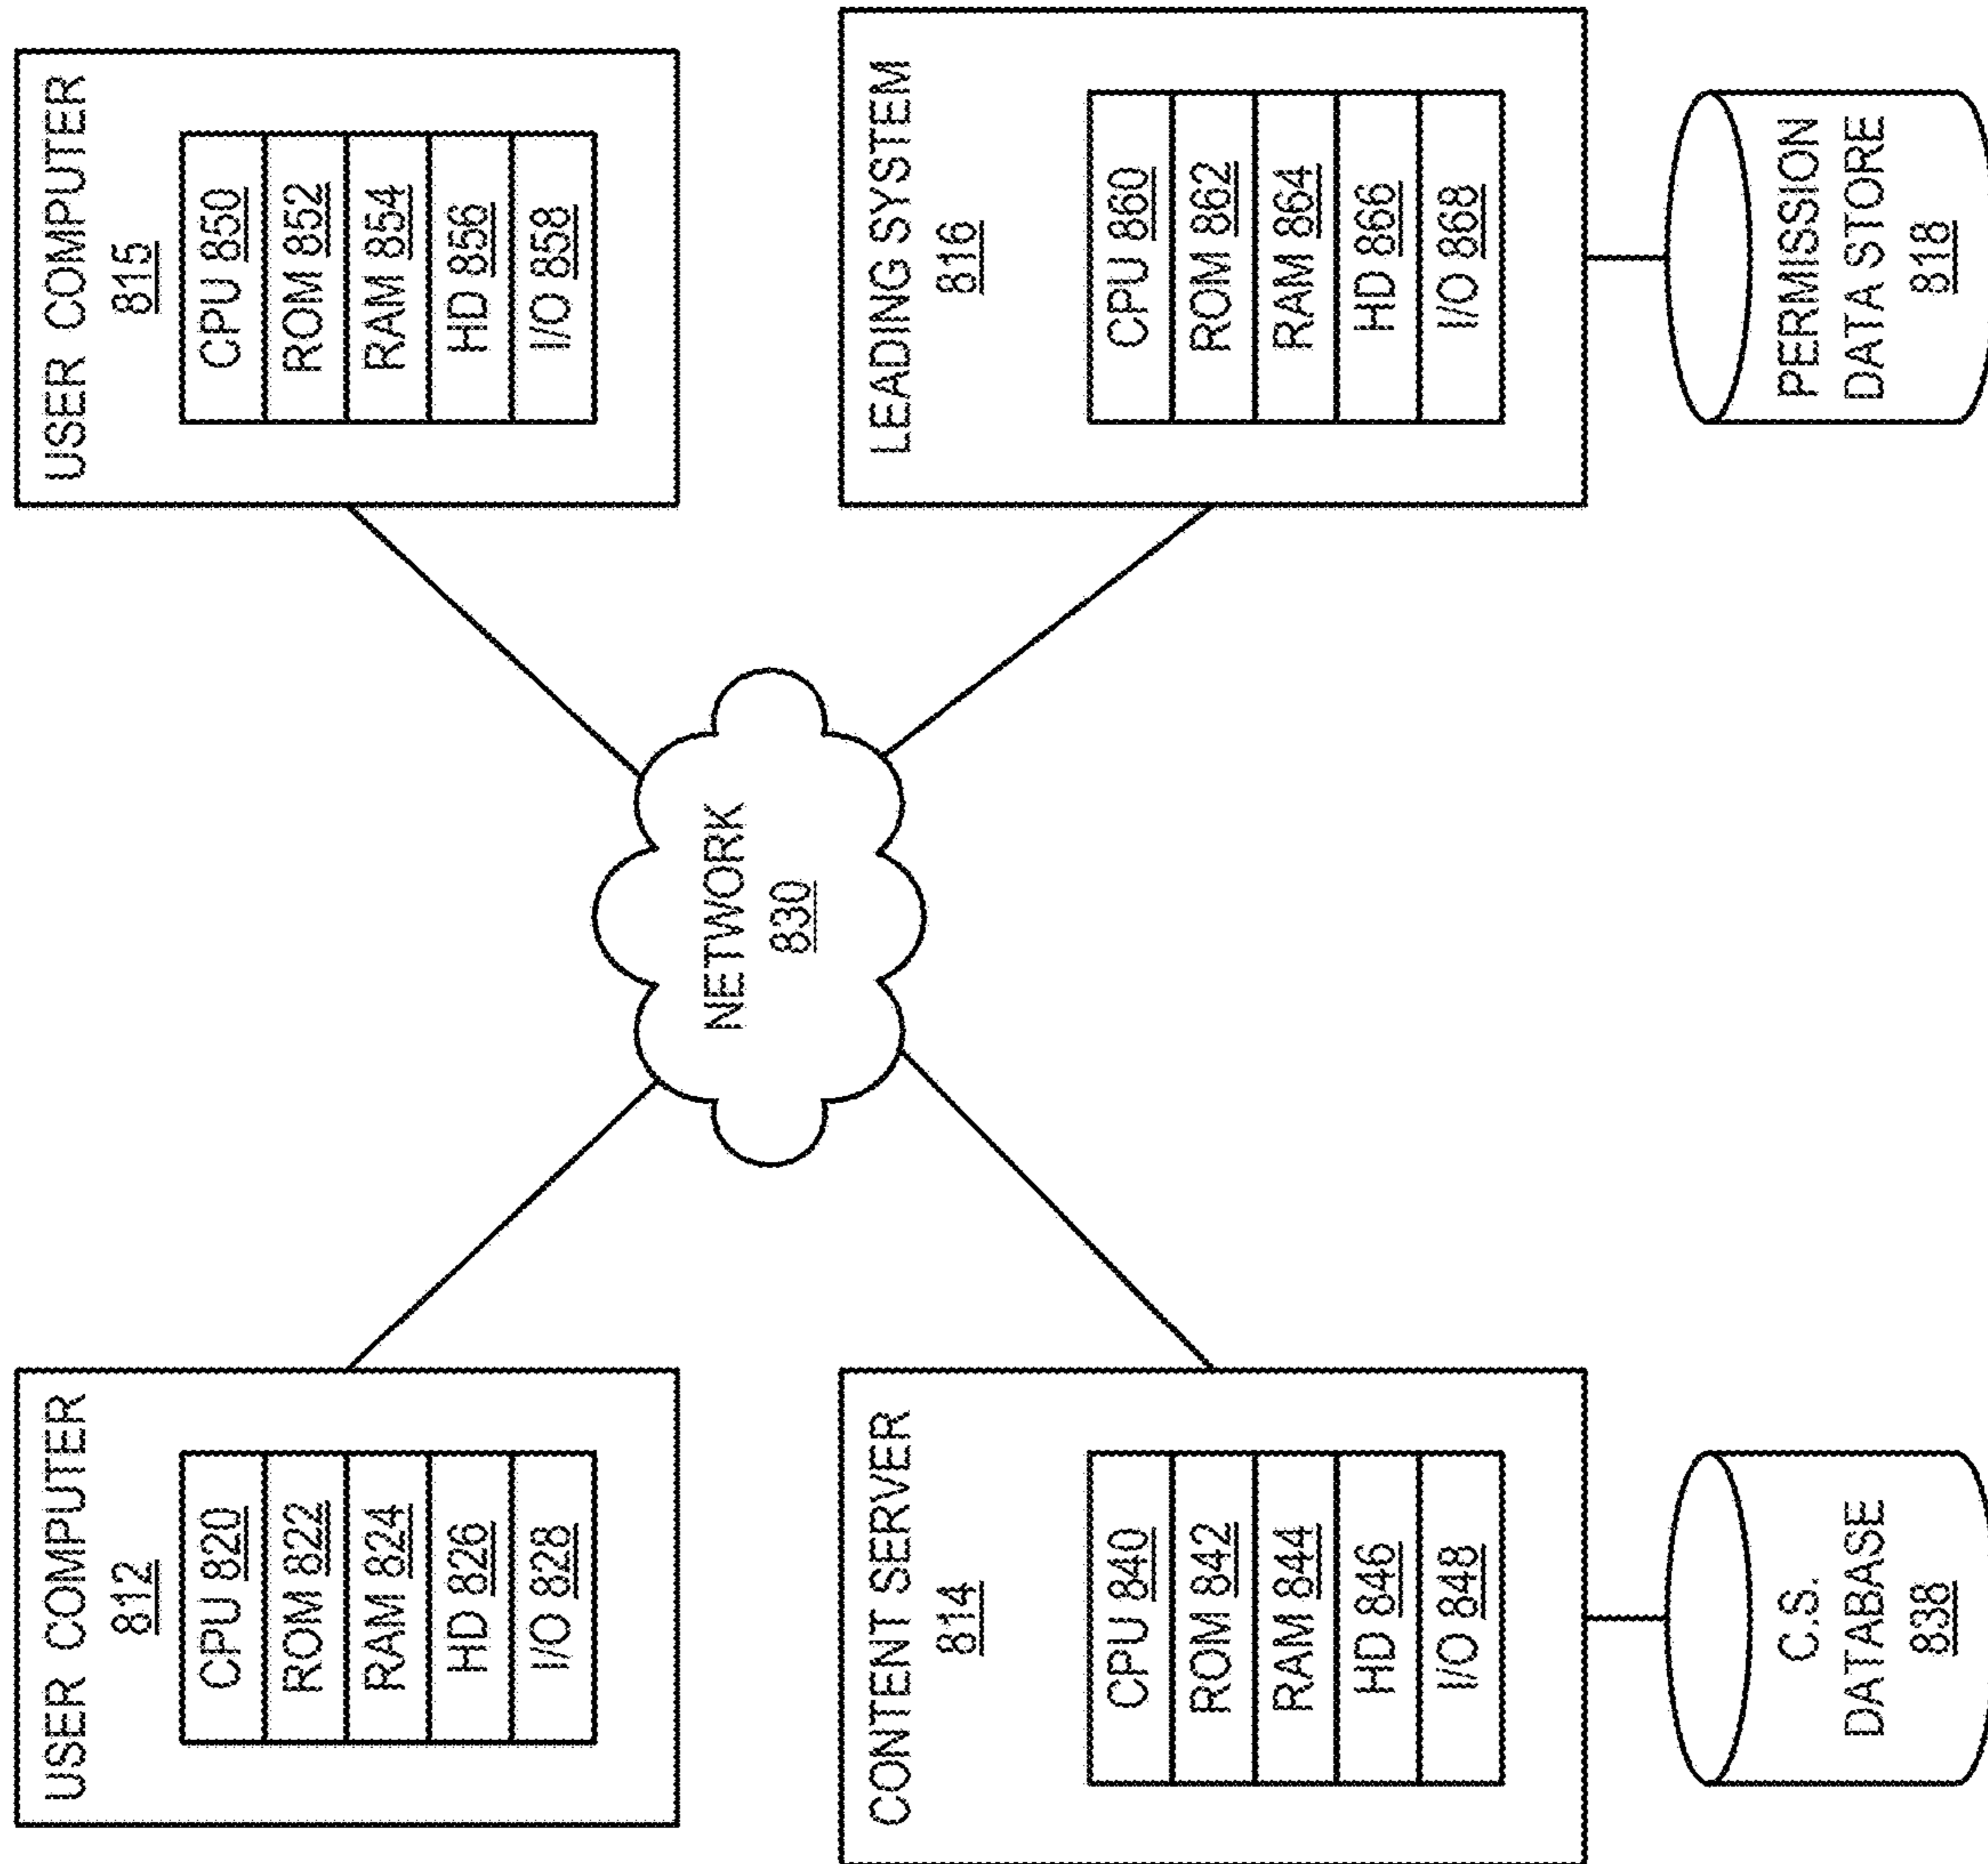 USER COMPUTER
812
CPU 820
ROM 822
RAM 824
HD 826
I/O 828
USER COMPUTER
815
CPU 850
ROM 852
RAM 854
HD 856
I/O 858
NETWORK
830
CONTENT SERVER
814
CPU 840
ROM 842
RAM 844
HD 846
I/O 848
C.S.
DATABASE
838
LEADING SYSTEM
816
CPU 860
ROM 862
RAM 864
HD 866
I/O 868
PERMISSION
DATA STORE
818